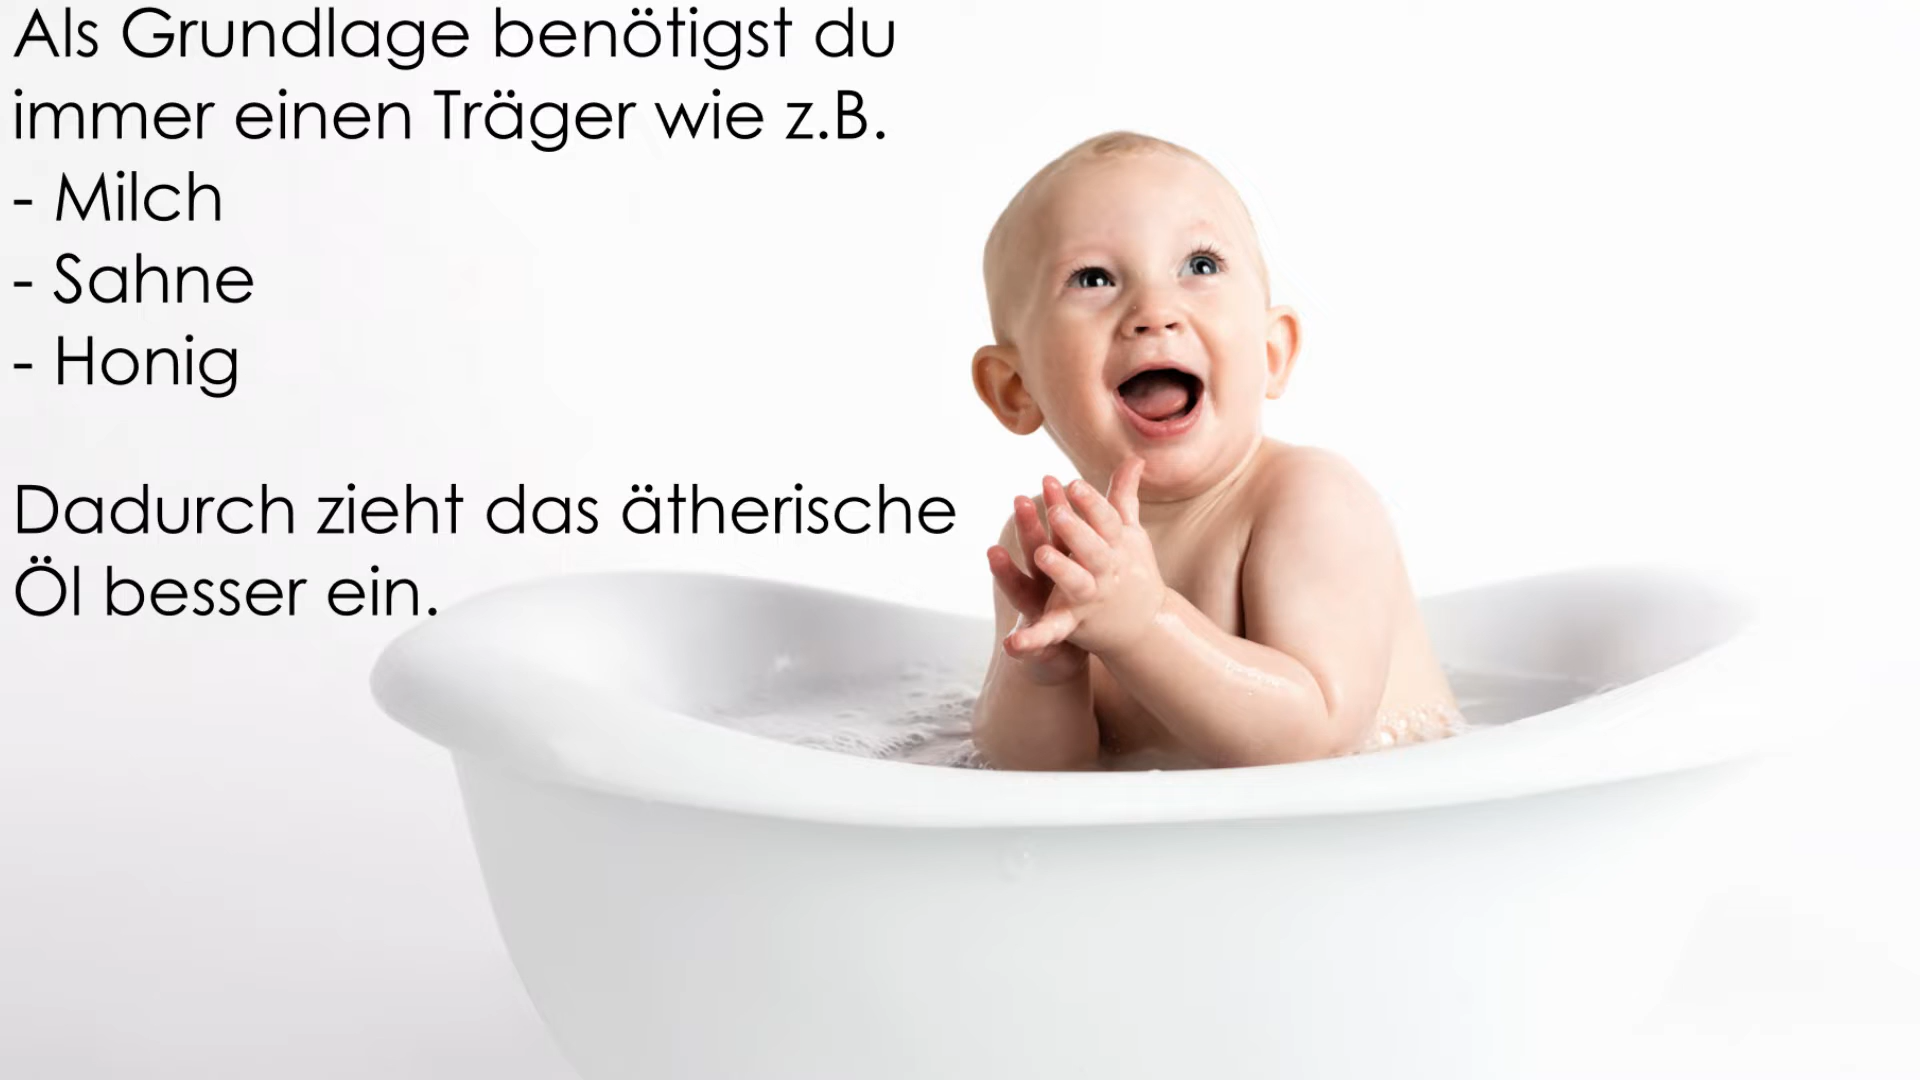 Als Grundlage benötigst du
immer einen Träger wie z.B.
- Milch
- Sahne
- Honig
Dadurch zieht das ätherische
Öl besser ein.